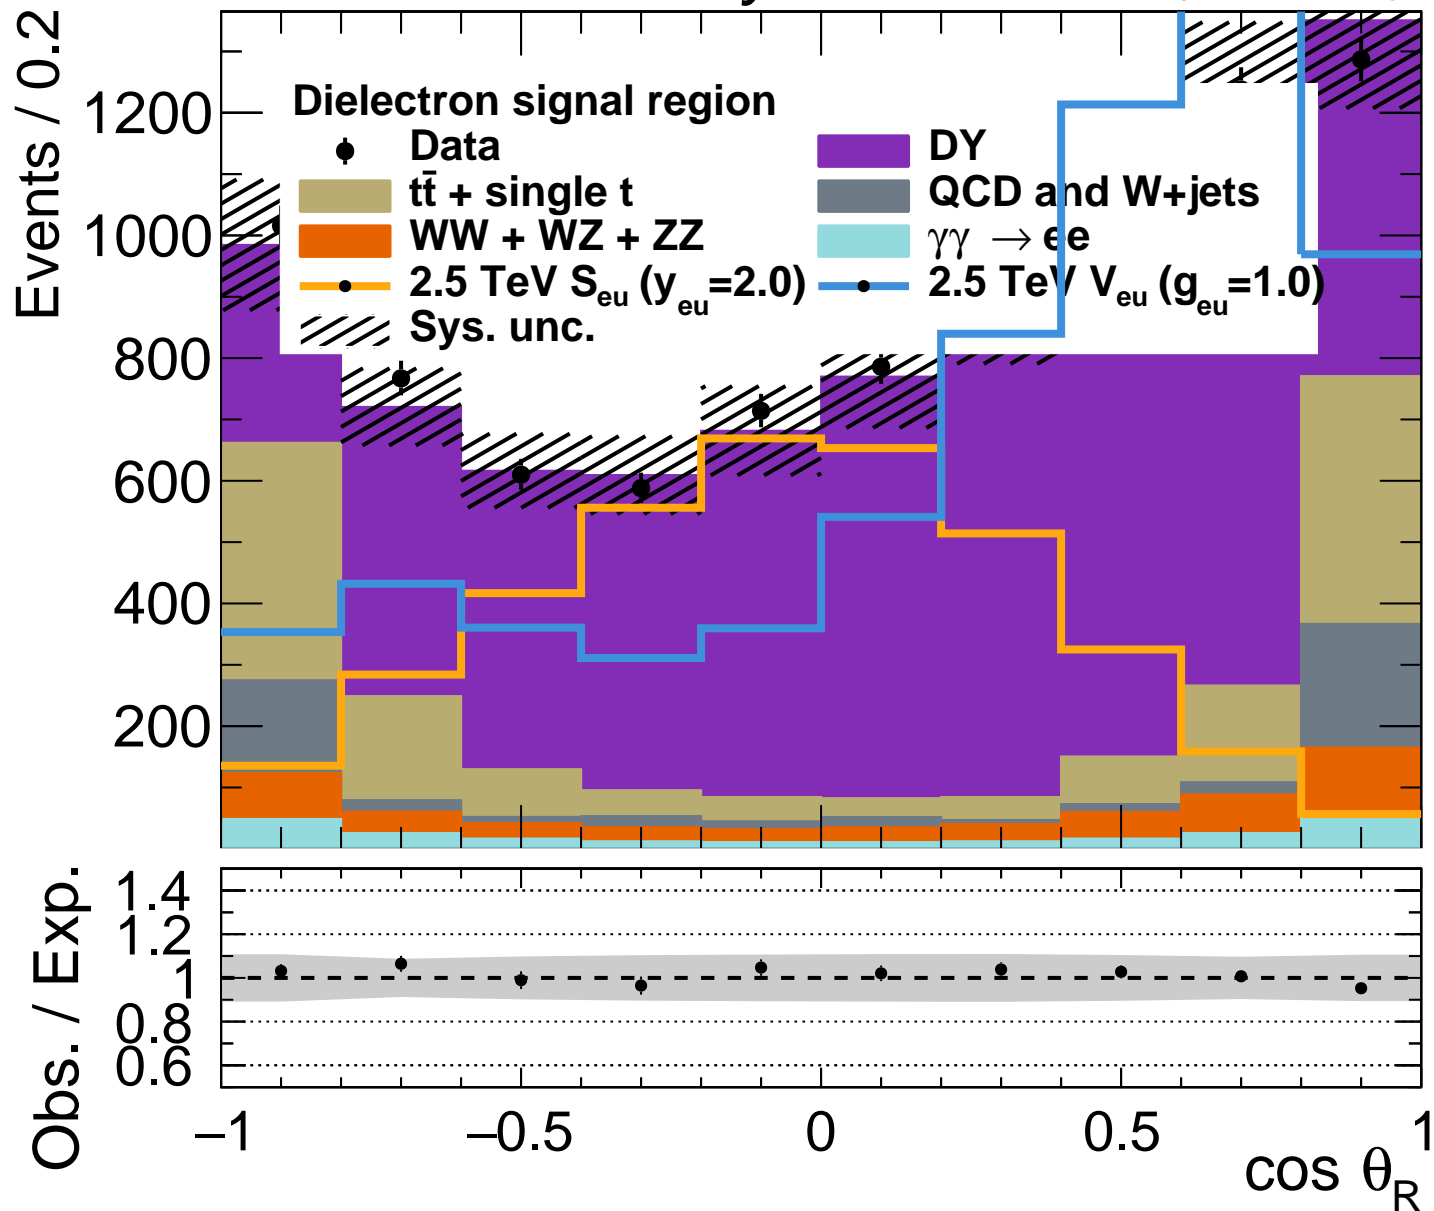 Events / 0.2
1200
1000
800
600
400
200
Dielectron signal region
Data
DY
tt̄ + single t
QCD and W+jets
WW + WZ + ZZ
γγ → ee
2.5 TeV S_eu (y_eu=2.0)
2.5 TeV V_eu (g_eu=1.0)
Sys. unc.
Obs. / Exp.
1.4
1.2
1
0.8
0.6
−1
−0.5
0
0.5
1
cos θ_R